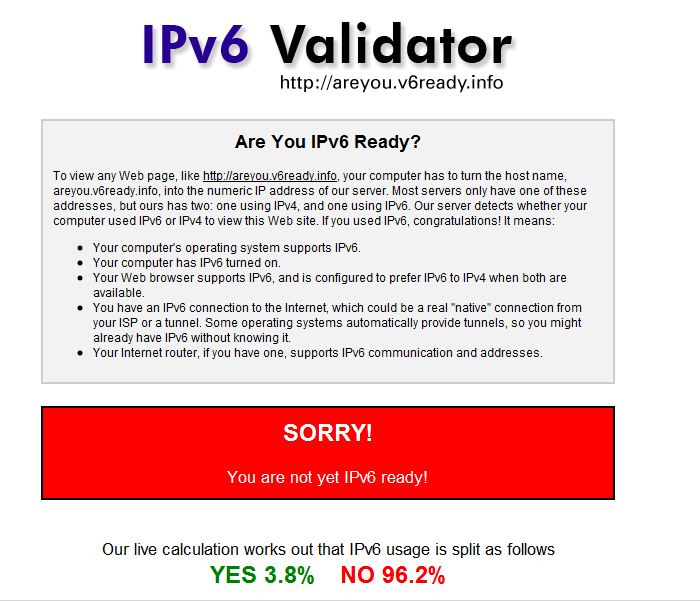 IPv6 Validator
http://areyou.v6ready.info
Are You IPv6 Ready?
To view any Web page, like http://areyou.v6ready.info, your computer has to turn the host name,
areyou.v6ready.info, into the numeric IP address of our server. Most servers only have one of these
addresses, but ours has two: one using IPv4, and one using IPv6. Our server detects whether your
computer used IPv6 or IPv4 to view this Web site. If you used IPv6, congratulations! It means:
• Your computer's operating system supports IPv6.
• Your computer has IPv6 turned on.
• Your Web browser supports IPv6, and is configured to prefer IPv6 to IPv4 when both are
available.
• You have an IPv6 connection to the Internet, which could be a real "native" connection from
your ISP or a tunnel. Some operating systems automatically provide tunnels, so you might
already have IPv6 without knowing it.
• Your Internet router, if you have one, supports IPv6 communication and addresses.
SORRY!
You are not yet IPv6 ready!
Our live calculation works out that IPv6 usage is split as follows
YES 3.8% NO 96.2%